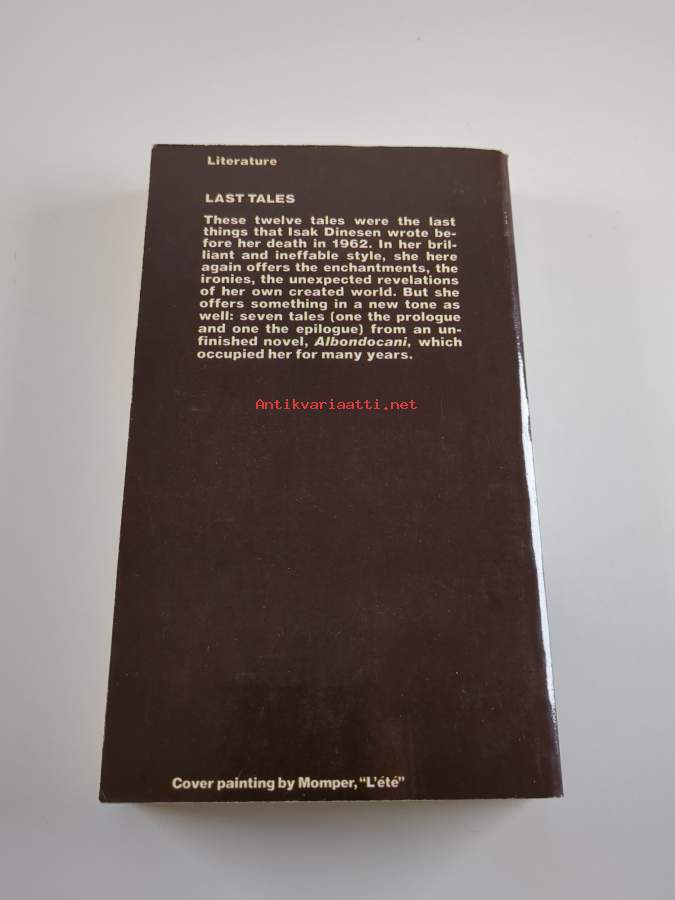 Literature
LAST TALES
These twelve tales were the last
things that Isak Dinesen wrote be-
fore her death in 1962. In her bril-
liant and ineffable style, she here
again offers the enchantments, the
ironies, the unexpected revelations
of her own created world. But she
offers something in a new tone as
well: seven tales (one the prologue
and one the epilogue) from an un-
finished novel, Albondocani, which
occupied her for many years.
Antikvariaatti.net
Cover painting by Momper, “L’été”